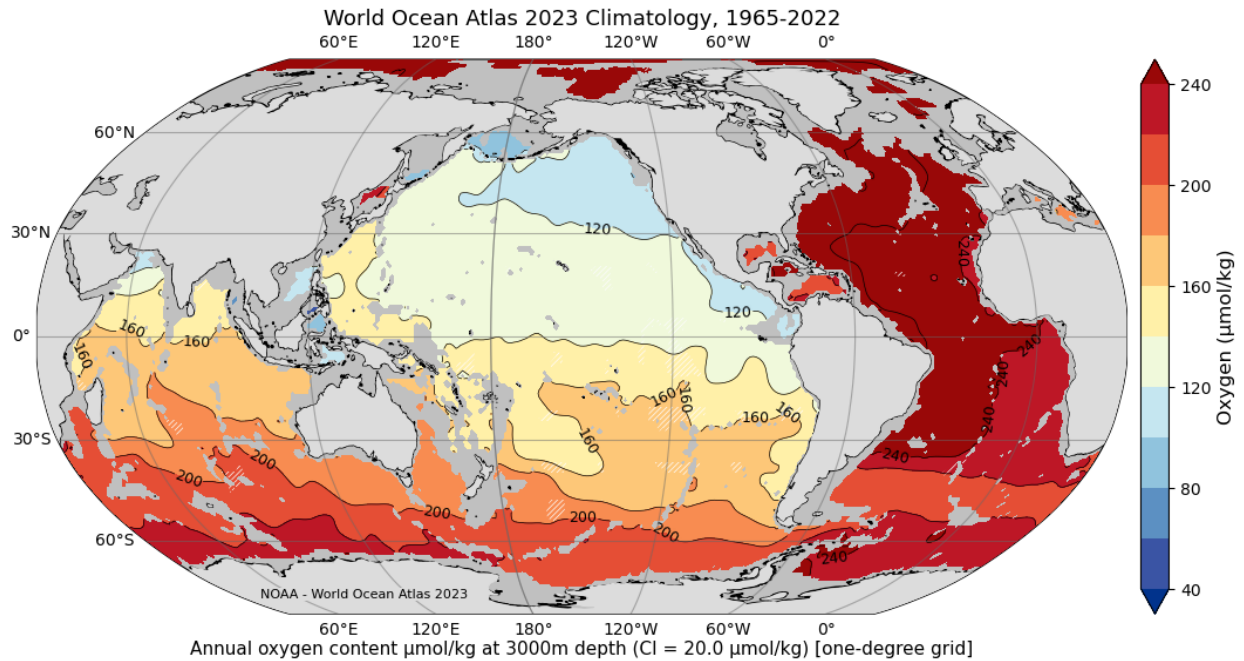 World Ocean Atlas 2023 Climatology, 1965-2022
60°E 120°E 180° 120°W 60°W 0°
60°N
30°N
0°
30°S
60°S
120
120
160
160
160
160
160
160
160
160
200
200
200
200
200
240
240
240
240
240
240
NOAA - World Ocean Atlas 2023
60°E 120°E 180° 120°W 60°W 0°
Annual oxygen content µmol/kg at 3000m depth (CI = 20.0 µmol/kg) [one-degree grid]
240
200
160
120
80
40
Oxygen (µmol/kg)